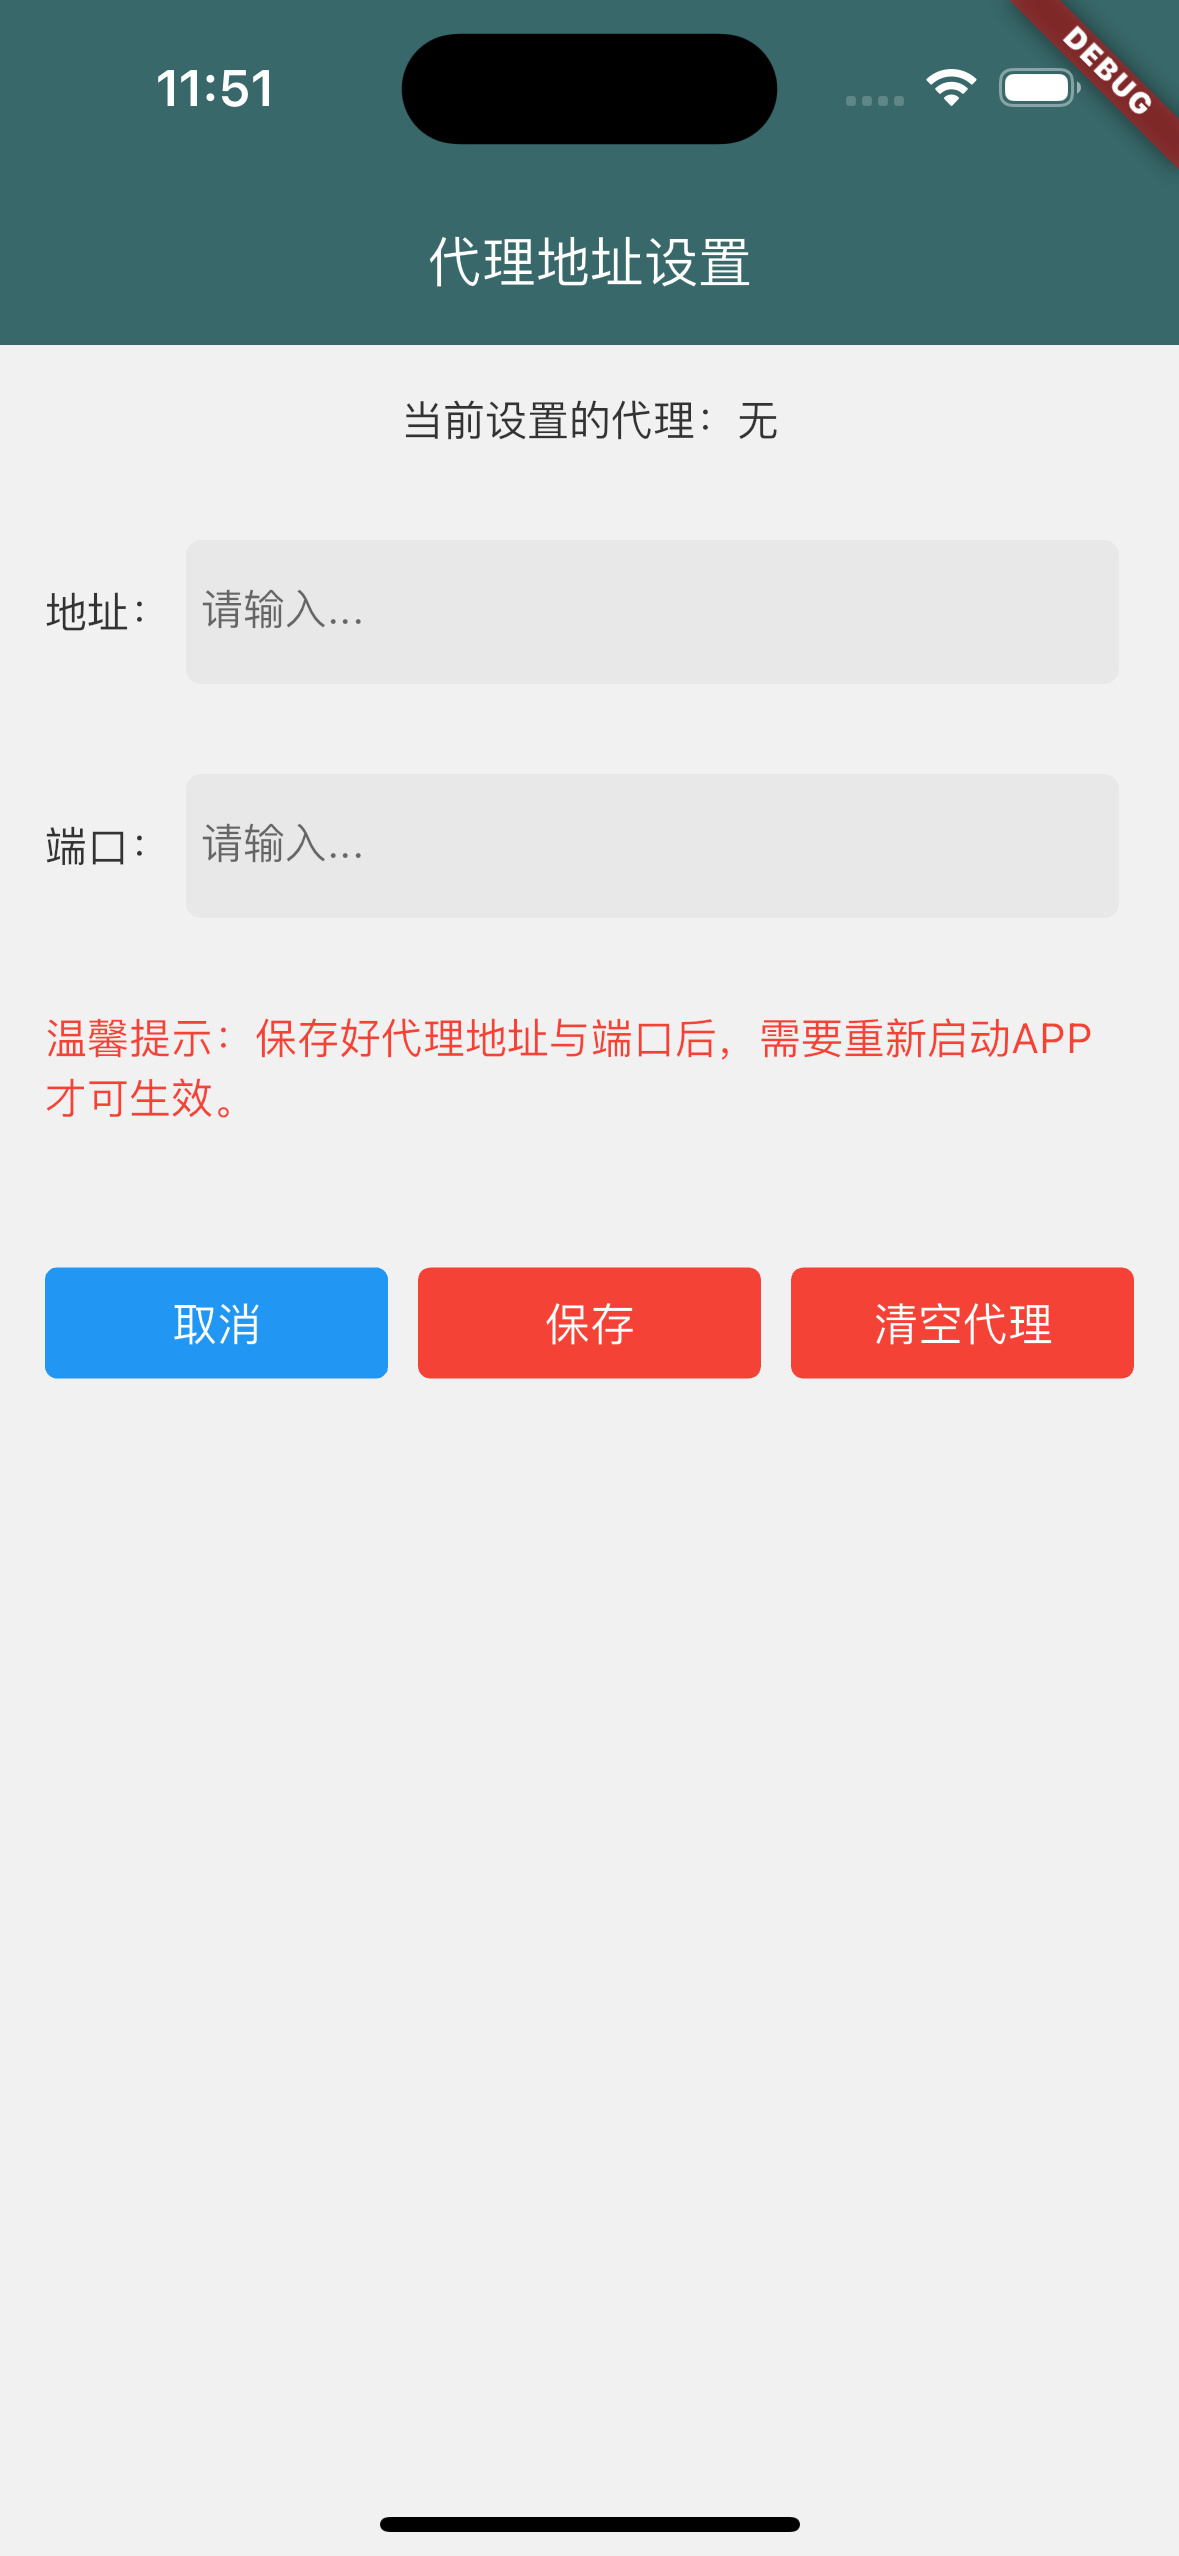 11:51
DEBUG
代理地址设置
当前设置的代理：无
地址：
请输入...
端口：
请输入...
温馨提示：保存好代理地址与端口后，需要重新启动APP
才可生效。
取消
保存
清空代理